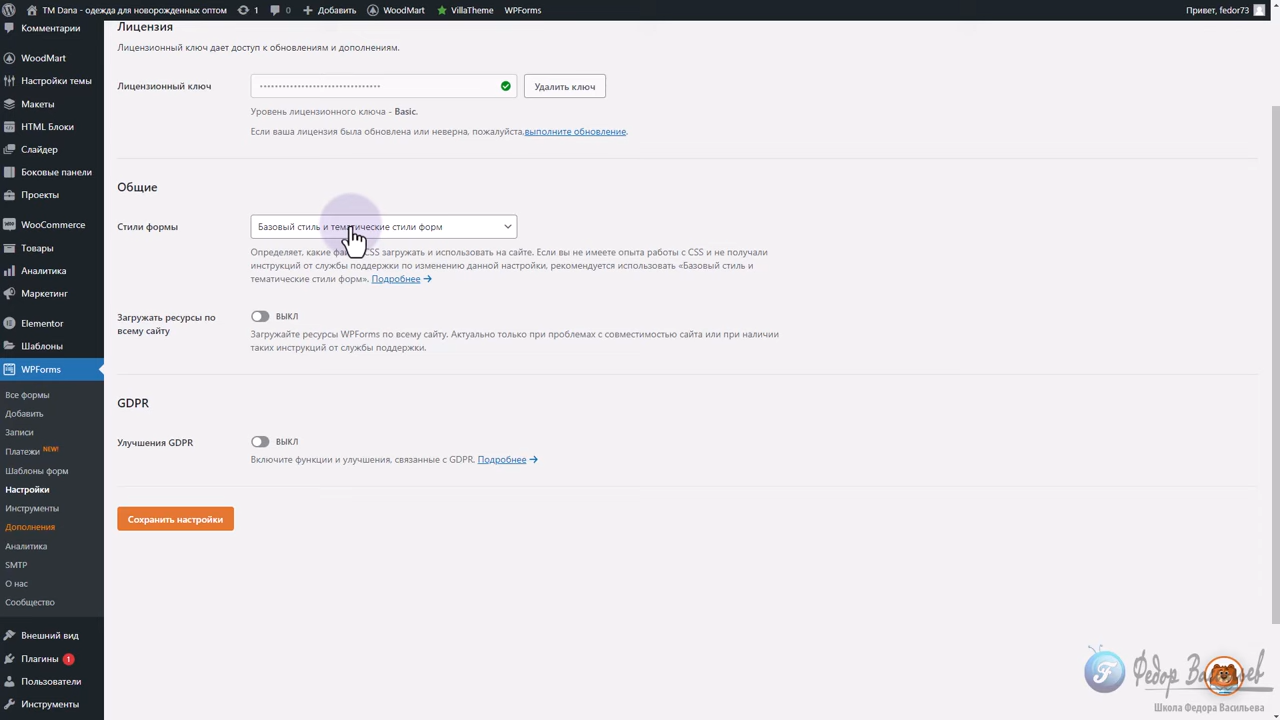 TM Dana - одежда для новорожденных оптом
1
0
Добавить
WoodMart
VillaTheme
WPForms
Привет, fedor73
Комментарии
WoodMart
Настройки темы
Макеты
HTML Блоки
Слайдер
Боковые панели
Проекты
WooCommerce
Товары
Аналитика
Маркетинг
Elementor
Шаблоны
WPForms
Все формы
Добавить
Записи
Платежи NEW!
Шаблоны форм
Настройки
Инструменты
Дополнения
Аналитика
SMTP
О нас
Сообщество
Внешний вид
Плагины 1
Пользователи
Инструменты
Лицензия
Лицензионный ключ дает доступ к обновлениям и дополнениям.
Лицензионный ключ
Удалить ключ
Уровень лицензионного ключа - Basic.
Если ваша лицензия была обновлена или неверна, пожалуйста,выполните обновление.
Общие
Стили формы
Базовый стиль и тематические стили форм
Определяет, какие фа CSS загружать и использовать на сайте. Если вы не имеете опыта работы с CSS и не получали
инструкций от службы поддержки по изменению данной настройки, рекомендуется использовать «Базовый стиль и
тематические стили форм». Подробнее →
Загружать ресурсы по
всему сайту
ВЫКЛ
Загружайте ресурсы WPForms по всему сайту. Актуально только при проблемах с совместимостью сайта или при наличии
таких инструкций от службы поддержки.
GDPR
Улучшения GDPR
ВЫКЛ
Включите функции и улучшения, связанные с GDPR. Подробнее →
Сохранить настройки
Федор Васильев
Школа Федора Васильева